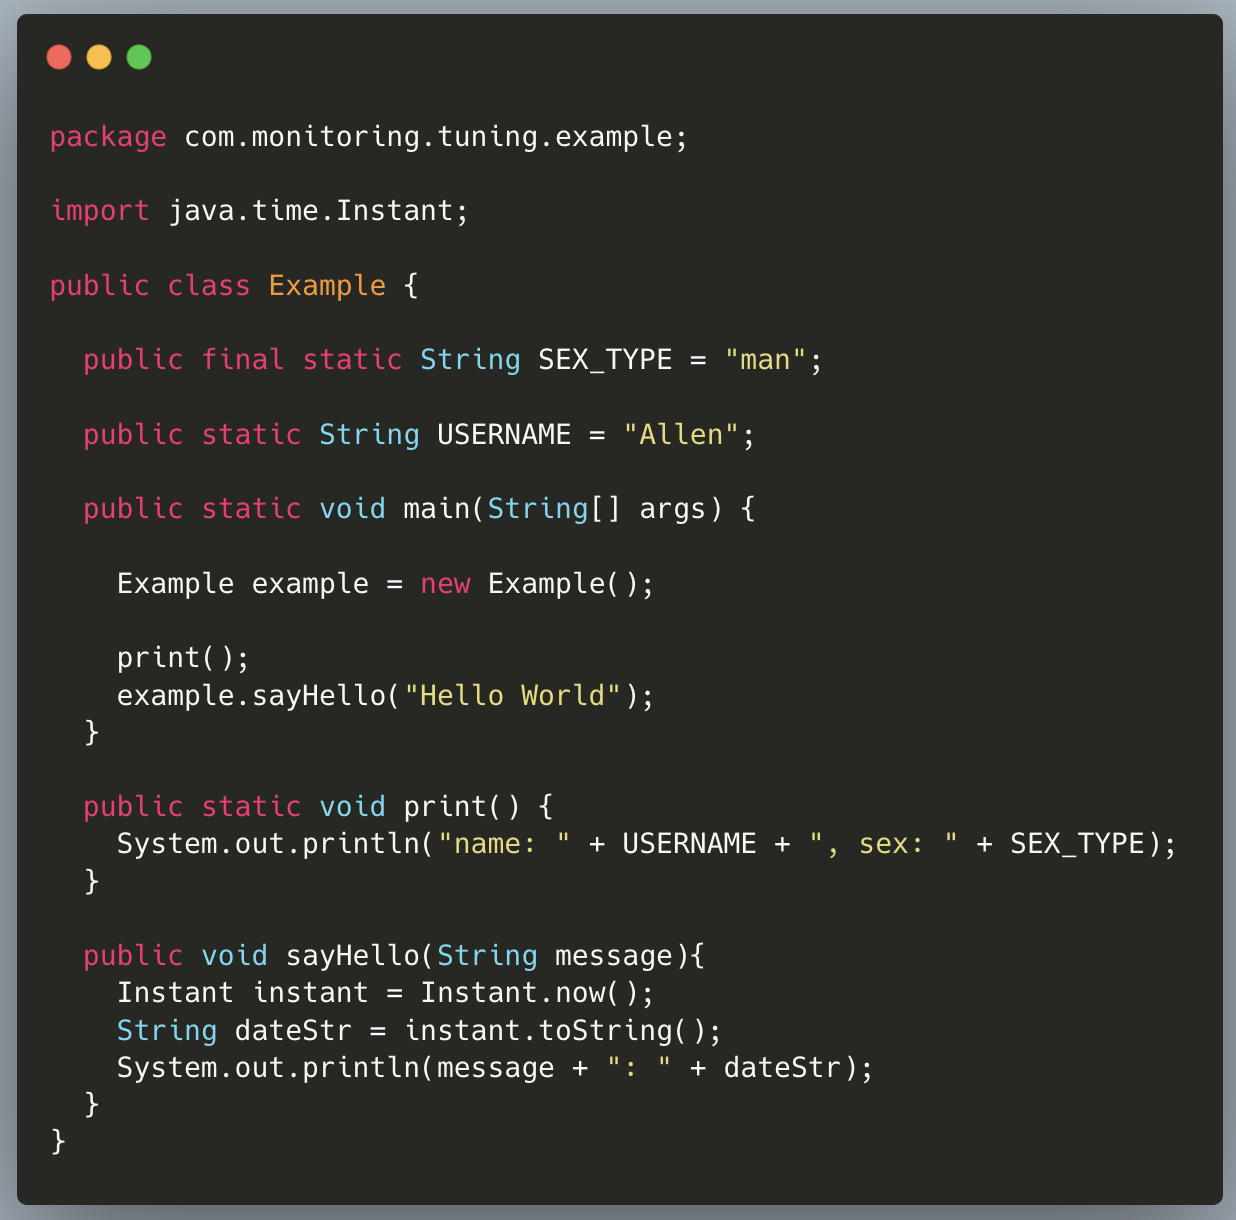 package com.monitoring.tuning.example;
import java.time.Instant;
public class Example {
  public final static String SEX_TYPE = "man";
  public static String USERNAME = "Allen";
  public static void main(String[] args) {
    Example example = new Example();
    print();
    example.sayHello("Hello World");
  }
  public static void print() {
    System.out.println("name: " + USERNAME + ", sex: " + SEX_TYPE);
  }
  public void sayHello(String message){
    Instant instant = Instant.now();
    String dateStr = instant.toString();
    System.out.println(message + ": " + dateStr);
  }
}